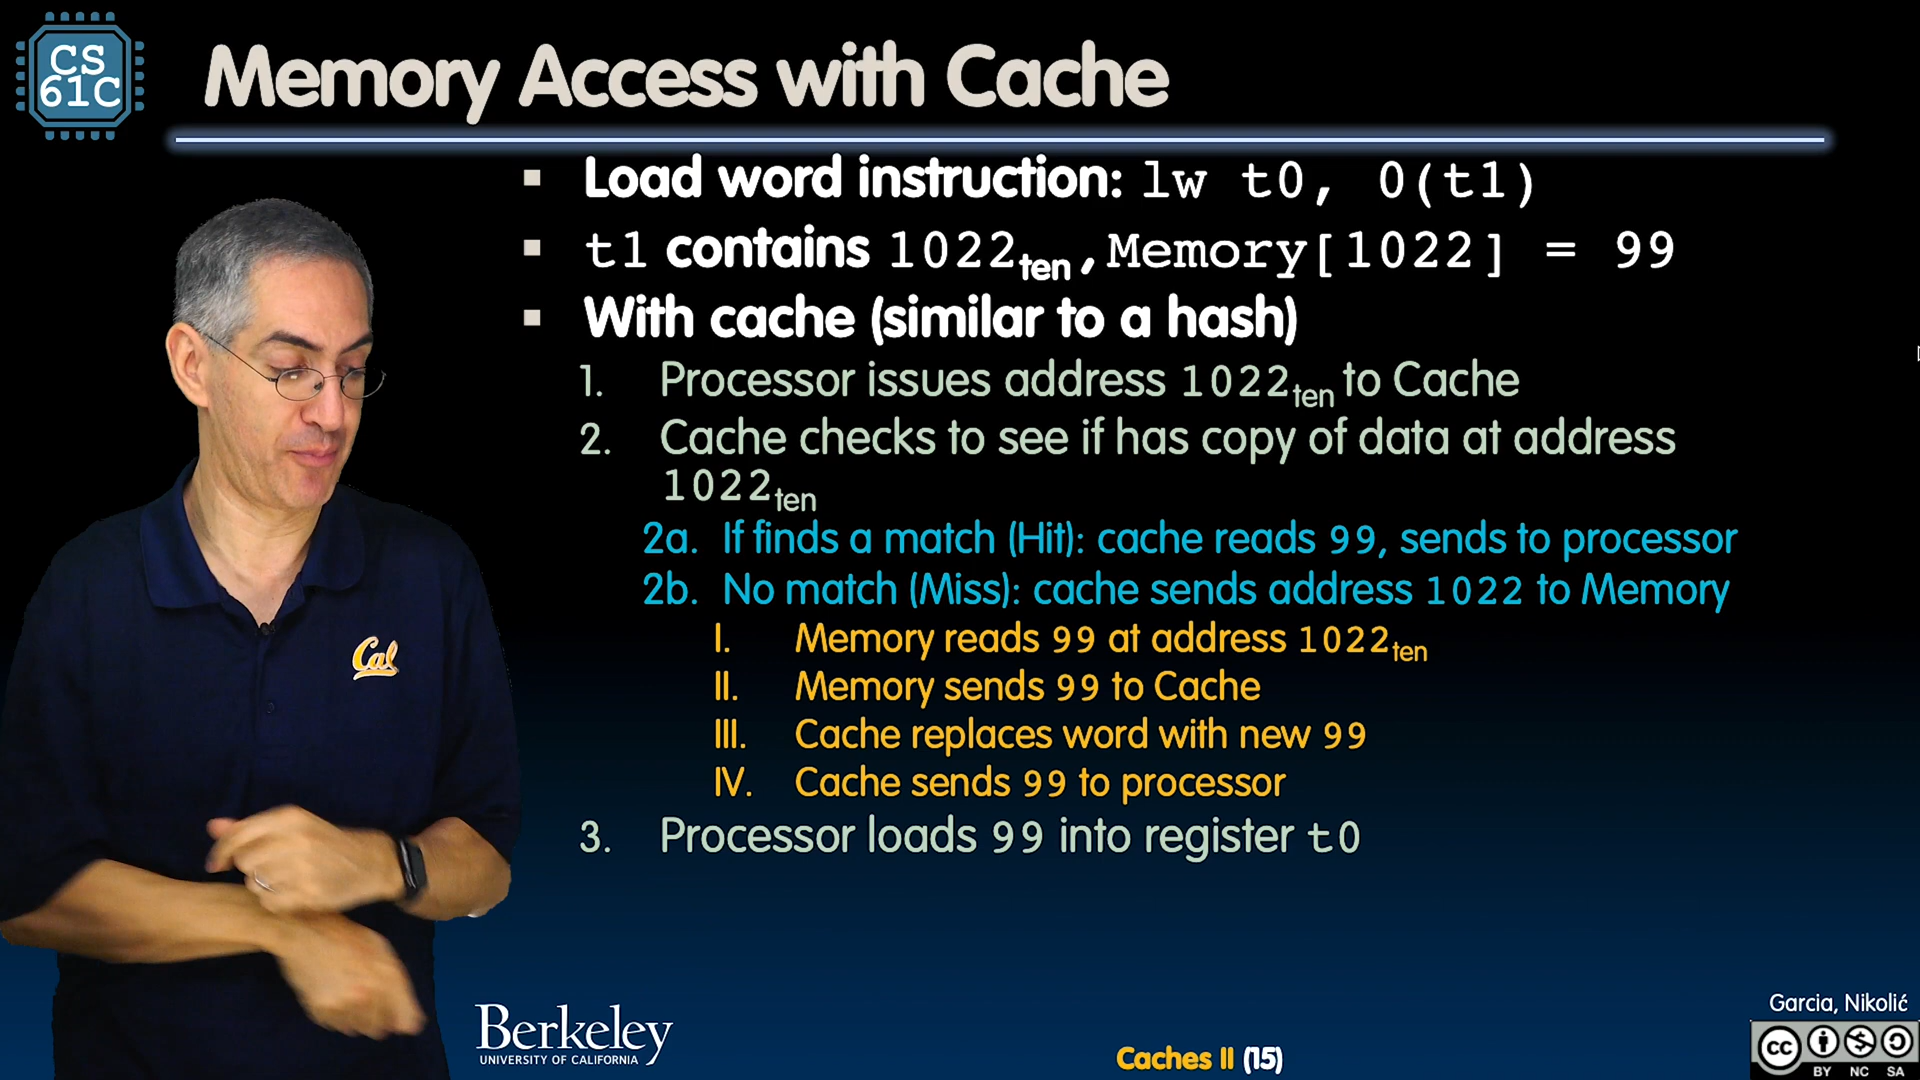 CS
61C
Memory Access with Cache
▪ Load word instruction: lw t0, 0(t1)
▪ t1 contains 1022ten, Memory[1022] = 99
▪ With cache (similar to a hash)
1. Processor issues address 1022ten to Cache
2. Cache checks to see if has copy of data at address
1022ten
2a. If finds a match (Hit): cache reads 99, sends to processor
2b. No match (Miss): cache sends address 1022 to Memory
I. Memory reads 99 at address 1022ten
II. Memory sends 99 to Cache
III. Cache replaces word with new 99
IV. Cache sends 99 to processor
3. Processor loads 99 into register t0
Cal
Berkeley
UNIVERSITY OF CALIFORNIA
Caches II (15)
Garcia, Nikolić
cc
BY NC SA